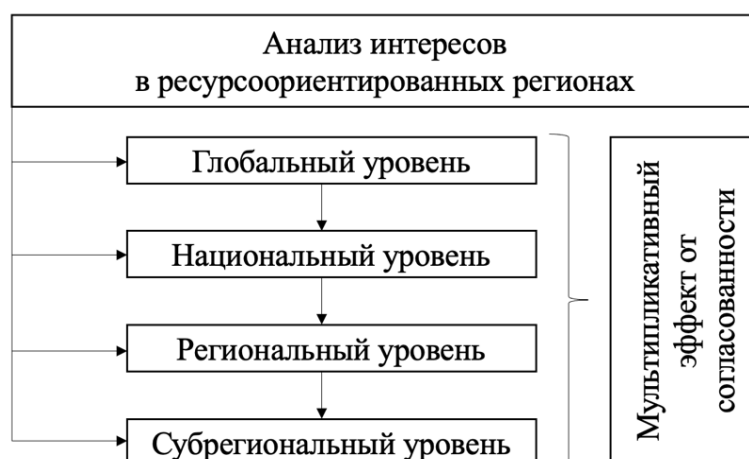 Анализ интересов
в ресурсоориентированных регионах
Глобальный уровень
Национальный уровень
Региональный уровень
Субрегиональный уровень
Мультипликативный
эффект от
согласованности